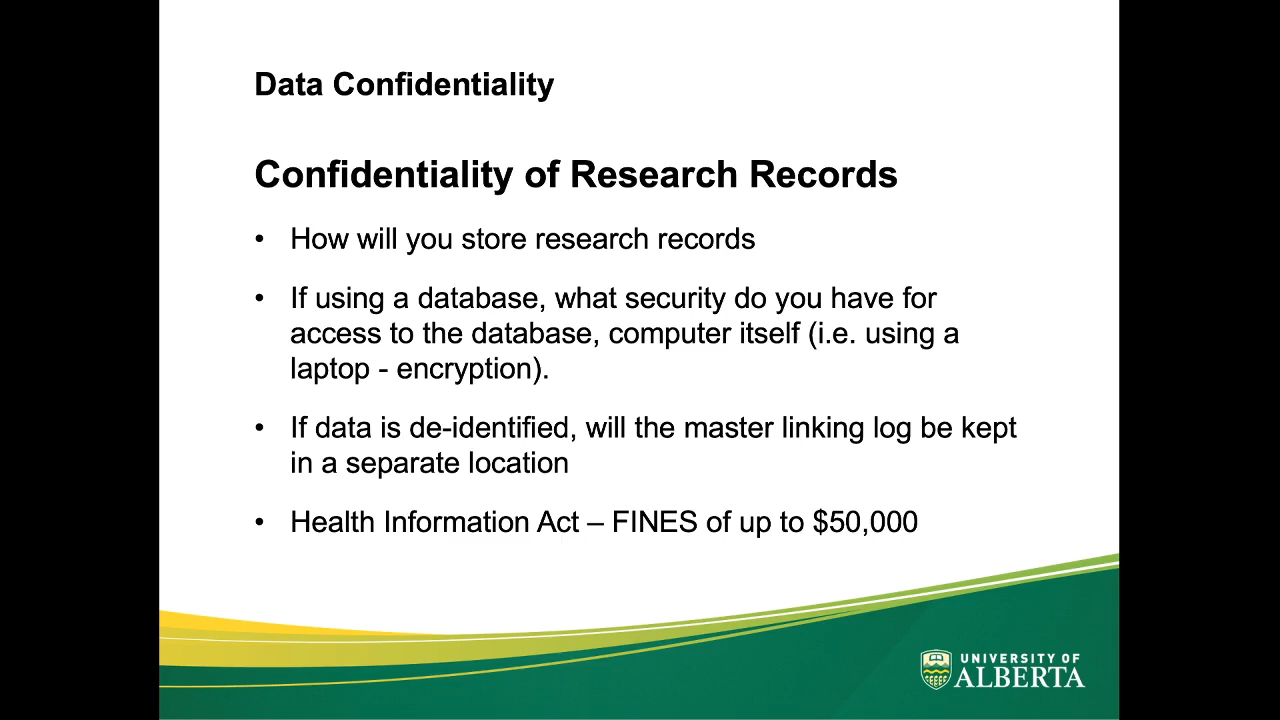 Data Confidentiality
Confidentiality of Research Records
• How will you store research records
• If using a database, what security do you have for
access to the database, computer itself (i.e. using a
laptop - encryption).
• If data is de-identified, will the master linking log be kept
in a separate location
• Health Information Act – FINES of up to $50,000
UNIVERSITY OF
ALBERTA